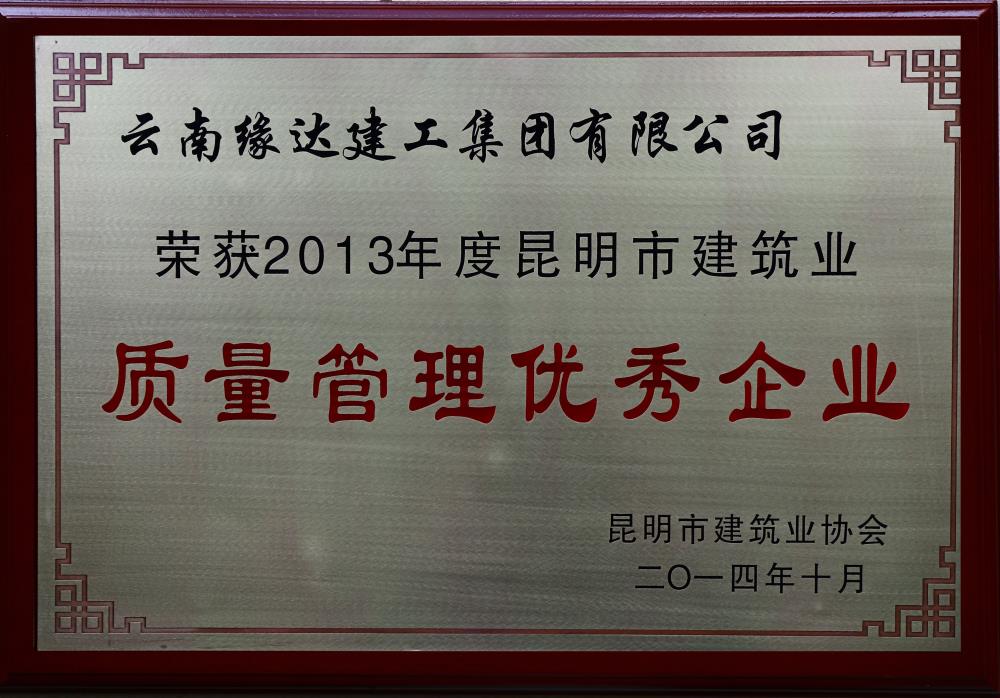 云南缘达建工集团有限公司
荣获2013年度昆明市建筑业
质量管理优秀企业
昆明市建筑业协会
二〇一四年十月